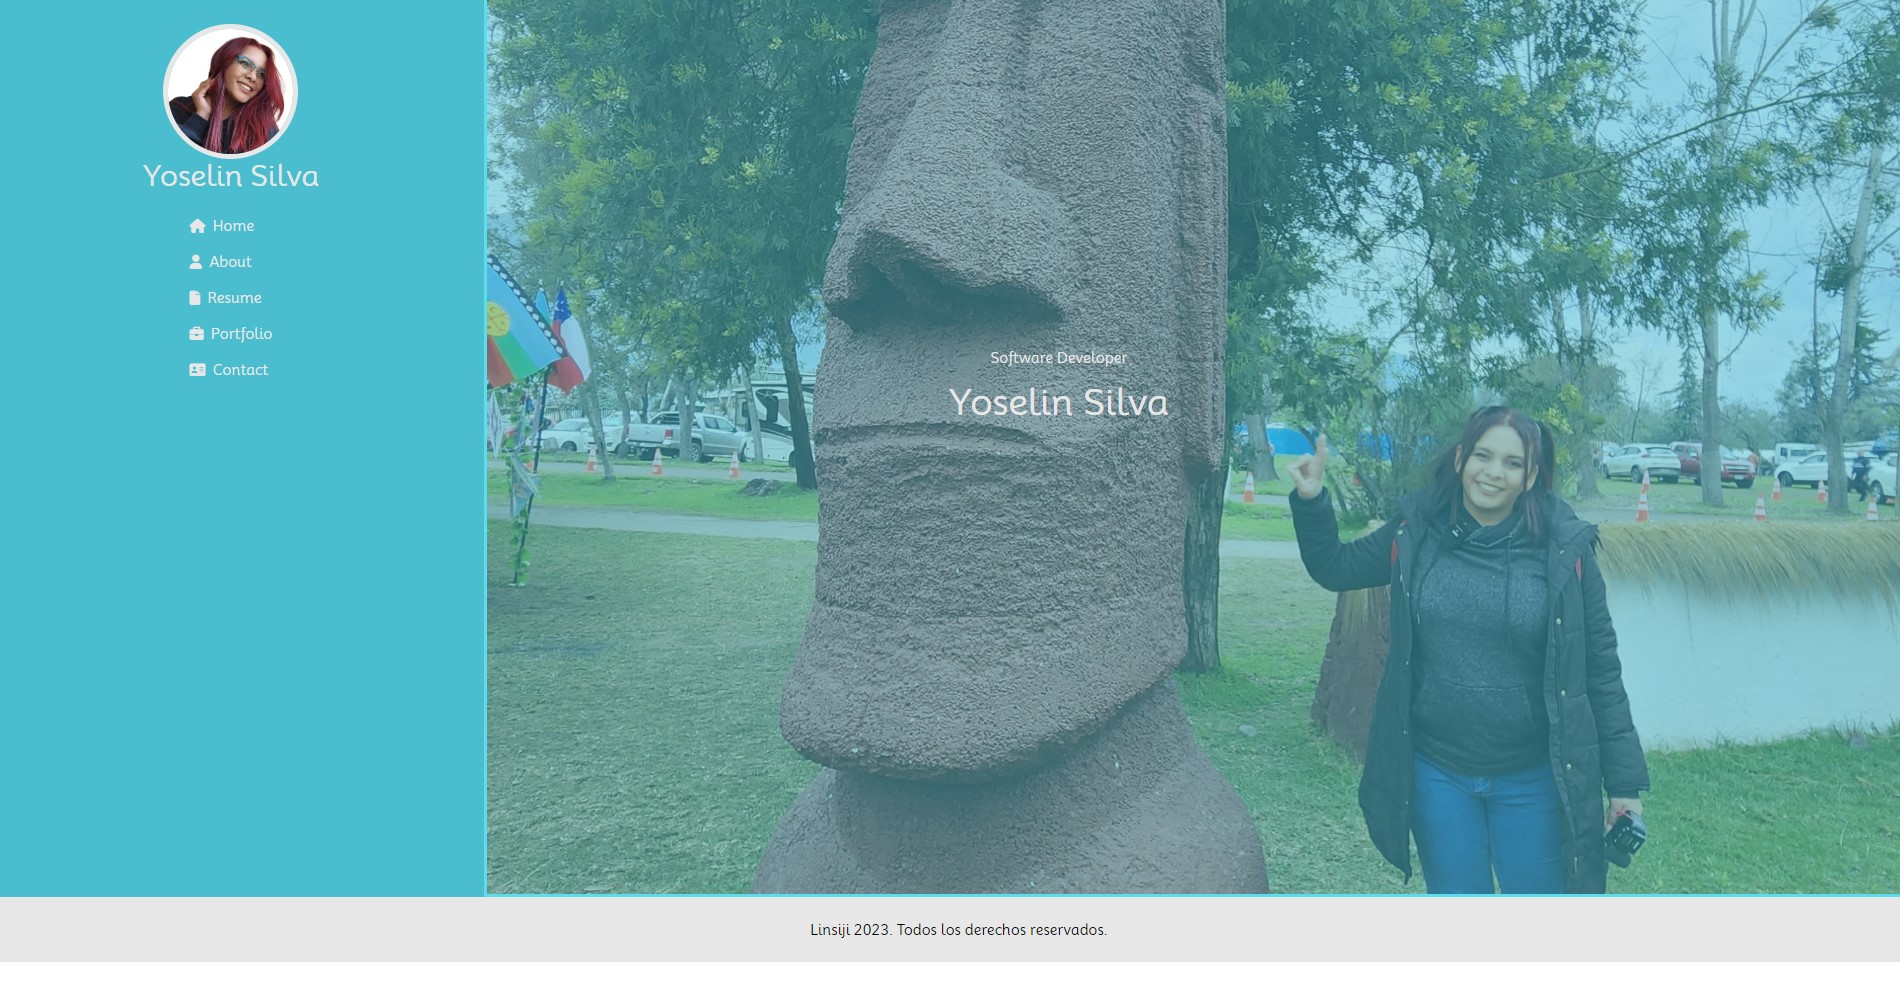 Yoselin Silva
Home
About
Resume
Portfolio
Contact
Software Developer
Yoselin Silva
Linsiji 2023. Todos los derechos reservados.